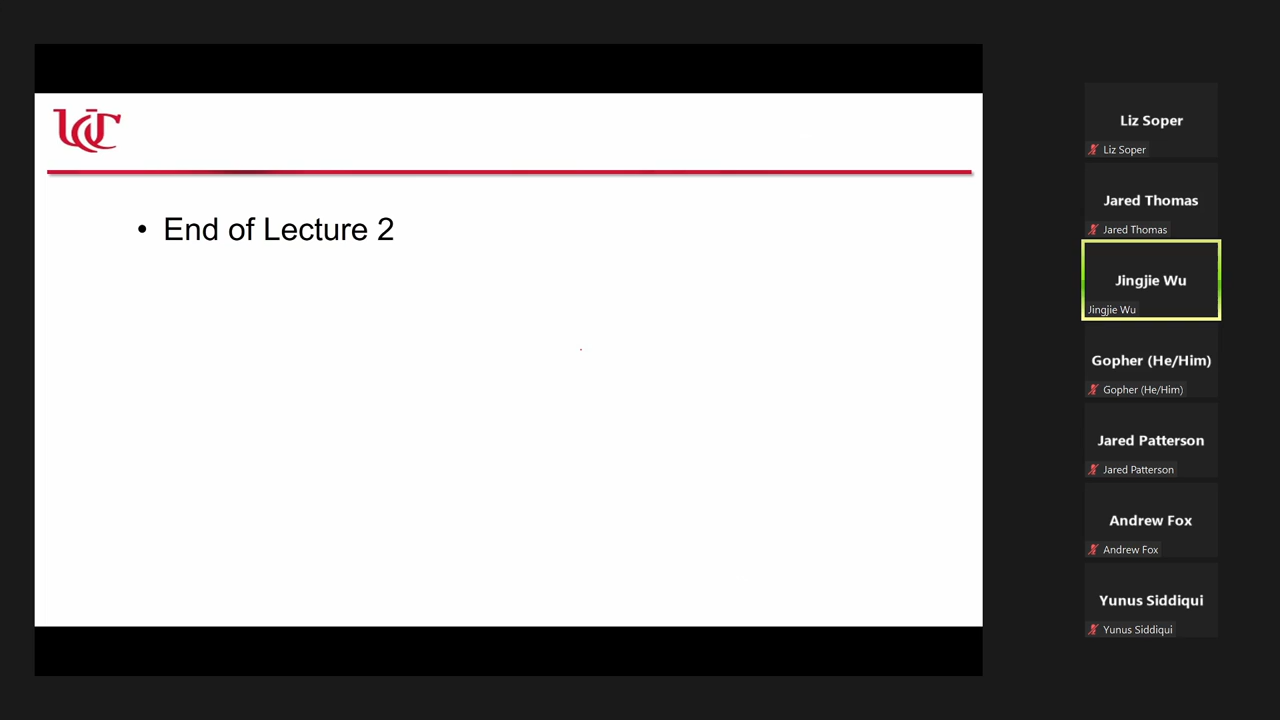 UC
• End of Lecture 2
Liz Soper
Liz Soper
Jared Thomas
Jared Thomas
Jingjie Wu
Jingjie Wu
Gopher (He/Him)
Gopher (He/Him)
Jared Patterson
Jared Patterson
Andrew Fox
Andrew Fox
Yunus Siddiqui
Yunus Siddiqui